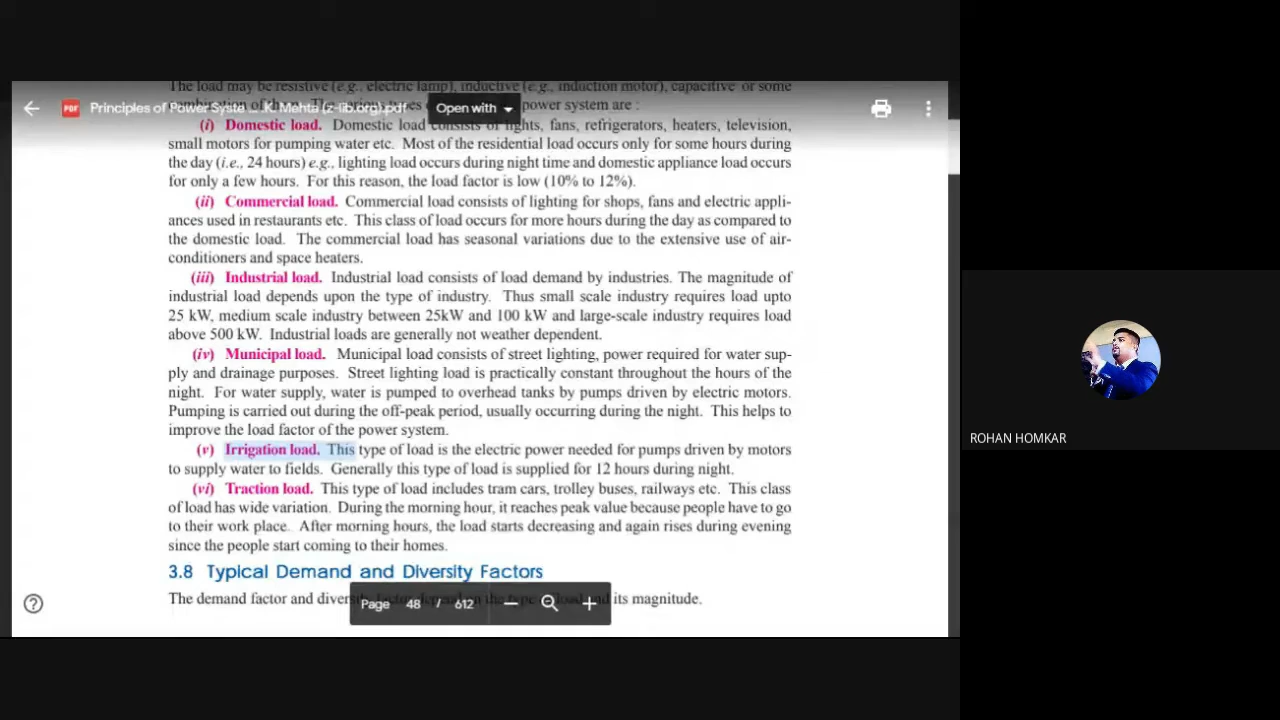 The load may be resistive (e.g., electric lamp), inductive (e.g., induction motor), capacitive or some
Principles of Power Syste ... .K. Mehta (z-lib.org).pdf
Open with
power system are :
(i) Domestic load. Domestic load consists of lights, fans, refrigerators, heaters, television,
small motors for pumping water etc. Most of the residential load occurs only for some hours during
the day (i.e., 24 hours) e.g., lighting load occurs during night time and domestic appliance load occurs
for only a few hours. For this reason, the load factor is low (10% to 12%).
(ii) Commercial load. Commercial load consists of lighting for shops, fans and electric appli-
ances used in restaurants etc. This class of load occurs for more hours during the day as compared to
the domestic load. The commercial load has seasonal variations due to the extensive use of air-
conditioners and space heaters.
(iii) Industrial load. Industrial load consists of load demand by industries. The magnitude of
industrial load depends upon the type of industry. Thus small scale industry requires load upto
25 kW, medium scale industry between 25kW and 100 kW and large-scale industry requires load
above 500 kW. Industrial loads are generally not weather dependent.
(iv) Municipal load. Municipal load consists of street lighting, power required for water sup-
ply and drainage purposes. Street lighting load is practically constant throughout the hours of the
night. For water supply, water is pumped to overhead tanks by pumps driven by electric motors.
Pumping is carried out during the off-peak period, usually occurring during the night. This helps to
improve the load factor of the power system.
(v) Irrigation load. This type of load is the electric power needed for pumps driven by motors
to supply water to fields. Generally this type of load is supplied for 12 hours during night.
(vi) Traction load. This type of load includes tram cars, trolley buses, railways etc. This class
of load has wide variation. During the morning hour, it reaches peak value because people have to go
to their work place. After morning hours, the load starts decreasing and again rises during evening
since the people start coming to their homes.
3.8 Typical Demand and Diversity Factors
The demand factor and diversity factor depend on the type of load and its magnitude.
Page 48 / 612
ROHAN HOMKAR